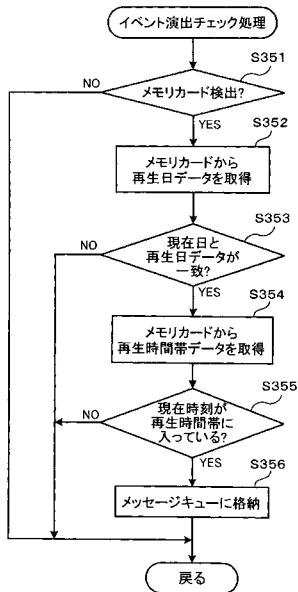 イベント演出チェック処理
S351
メモリカード検出?
NO
YES
S352
メモリカードから
再生日データを取得
S353
現在日と
再生日データが
一致?
NO
YES
S354
メモリカードから
再生時間帯データを取得
S355
現在時刻が
再生時間帯に
入っている?
NO
YES
S356
メッセージキューに格納
戻る